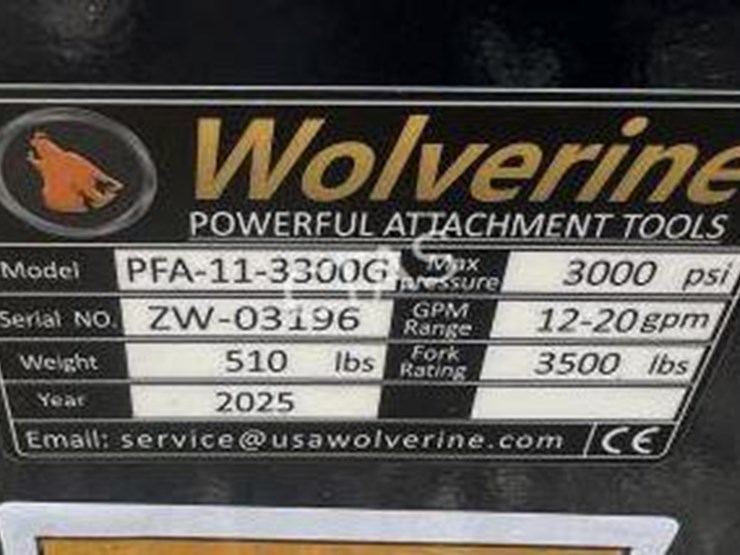 Wolverine
POWERFUL ATTACHMENT TOOLS
Model PFA-11-3300G Max pressure 3000 psi
Serial NO. ZW-03196 GPM Range 12-20gpm
Weight 510 lbs Fork Rating 3500 lbs
Year 2025
Email: service@usawolverine.com CE